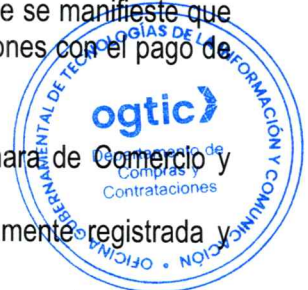 e se manifieste que
ones con el pago de
nara de Comercio y
mente registrada y
OFICINA GUBERNAMENTAL DE TECNOLOGÍAS DE LA INFORMACIÓN Y COMUNICACIÓN
ogtic
Departamento de
Compras y
Contrataciones